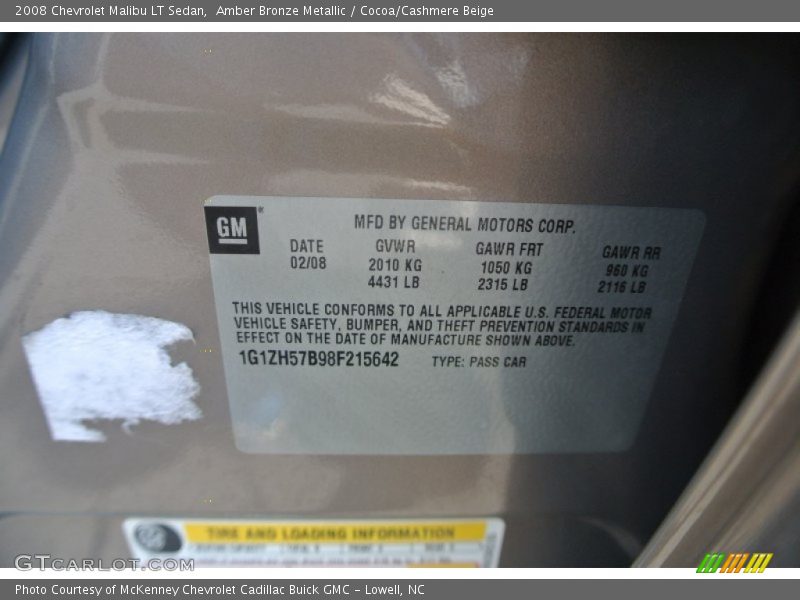 2008 Chevrolet Malibu LT Sedan,  Amber Bronze Metallic / Cocoa/Cashmere Beige
GM
MFD BY GENERAL MOTORS CORP.
DATE GVWR GAWR FRT GAWR RR
02/08 2010 KG 1050 KG 960 KG
4431 LB 2315 LB 2116 LB
THIS VEHICLE CONFORMS TO ALL APPLICABLE U.S. FEDERAL MOTOR
VEHICLE SAFETY, BUMPER, AND THEFT PREVENTION STANDARDS IN
EFFECT ON THE DATE OF MANUFACTURE SHOWN ABOVE.
1G1ZH57B98F215642 TYPE: PASS CAR
TIRE AND LOADING INFORMATION
GTCarLot.com
Photo Courtesy of McKenney Chevrolet Cadillac Buick GMC - Lowell, NC